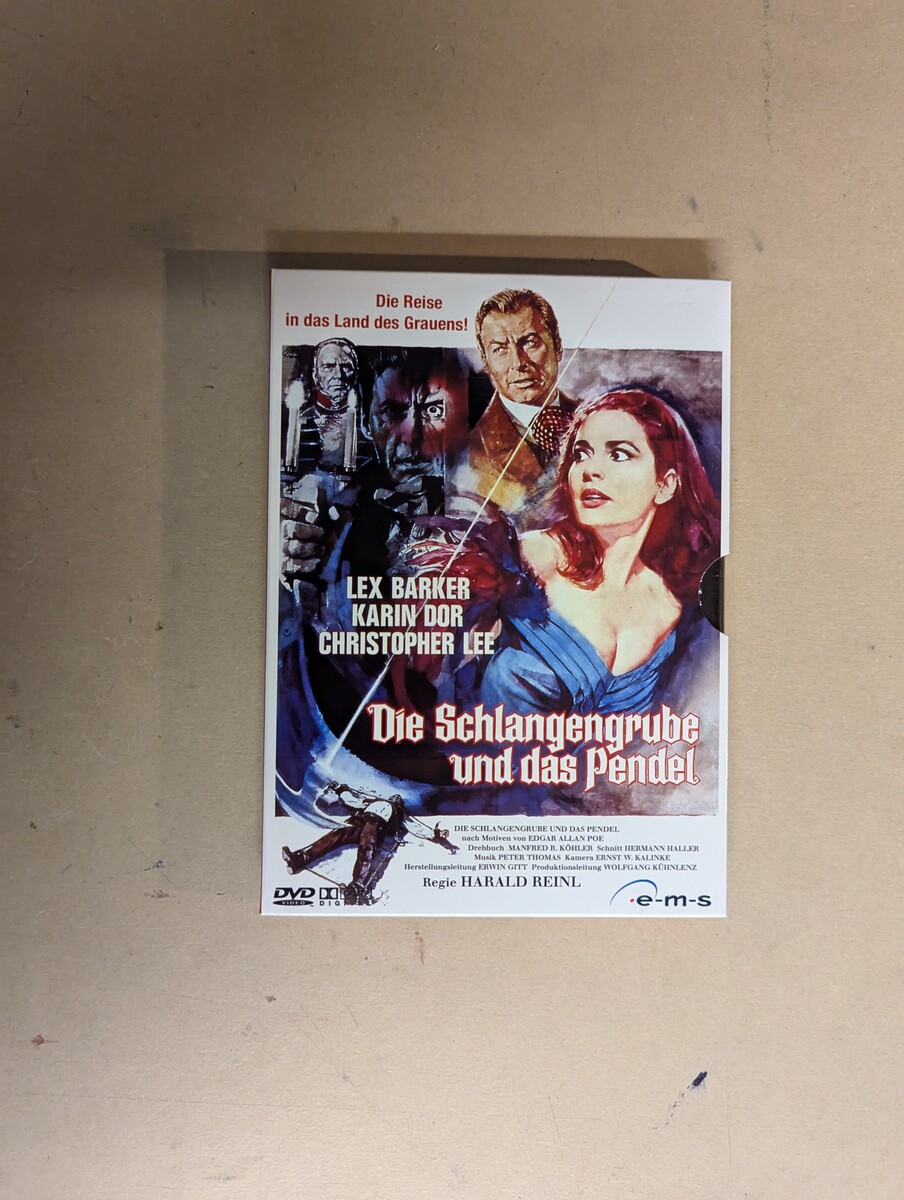 Die Reise
in das Land des Grauens!
LEX BARKER
KARIN DOR
CHRISTOPHER LEE
Die Schlangengrube
und das Pendel
DIE SCHLANGENGRUBE UND DAS PENDEL
nach Motiven von EDGAR ALLAN POE
Drehbuch MANFRED R. KÖHLER Schnitt HERMANN HALLER
Musik PETER THOMAS Kamera ERNST W. KALINKE
Herstellungsleitung ERWIN GITT Produktionsleitung WOLFGANG KÜHNLENZ
Regie HARALD REINL
DVD
VIDEO
DIGITAL
e-m-s